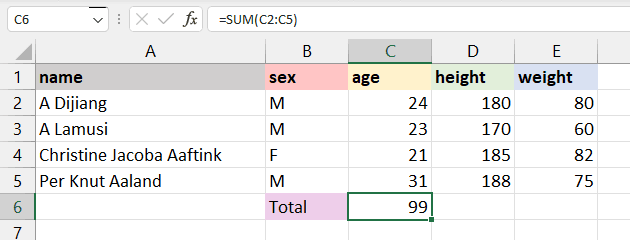 C6 =SUM(C2:C5)
A B C D E
1 name sex age height weight
2 A Dijiang M 24 180 80
3 A Lamusi M 23 170 60
4 Christine Jacoba Aaftink F 21 185 82
5 Per Knut Aaland M 31 188 75
6 Total 99
7